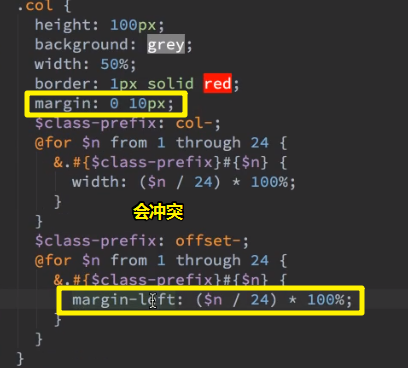 .col {
height: 100px;
background: grey;
width: 50%;
border: 1px solid red;
margin: 0 10px;
$class-prefix: col-;
@for $n from 1 through 24 {
&.#{$class-prefix}#{$n} {
width: ($n / 24) * 100%;
}
}
会冲突
$class-prefix: offset-;
@for $n from 1 through 24 {
&.#{$class-prefix}#{$n} {
margin-left: ($n / 24) * 100%;
}
}
}